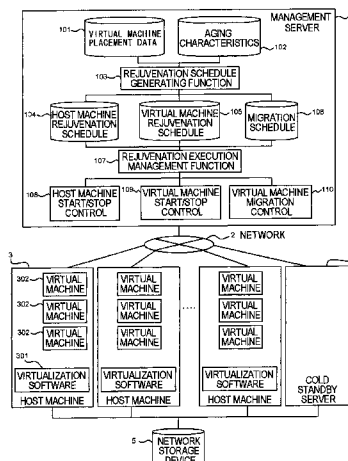 MANAGEMENT
SERVER
101
VIRTUAL MACHINE
PLACEMENT DATA
AGING
CHARACTERISTICS
102
103
REJUVENATION SCHEDULE
GENERATING FUNCTION
104
HOST MACHINE
REJUVENATION
SCHEDULE
105
VIRTUAL MACHINE
REJUVENATION
SCHEDULE
106
MIGRATION
SCHEDULE
107
REJUVENATION EXECUTION
MANAGEMENT FUNCTION
108
HOST MACHINE
START/STOP
CONTROL
109
VIRTUAL MACHINE
START/STOP
CONTROL
110
VIRTUAL MACHINE
MIGRATION
CONTROL
2 NETWORK
3
302
VIRTUAL
MACHINE
302
VIRTUAL
MACHINE
302
VIRTUAL
MACHINE
301
VIRTUALIZATION
SOFTWARE
HOST MACHINE
VIRTUAL
MACHINE
VIRTUAL
MACHINE
VIRTUAL
MACHINE
VIRTUALIZATION
SOFTWARE
HOST MACHINE
....
VIRTUAL
MACHINE
VIRTUAL
MACHINE
VIRTUAL
MACHINE
VIRTUALIZATION
SOFTWARE
HOST MACHINE
COLD
STANDBY
SERVER
5
NETWORK
STORAGE
DEVICE